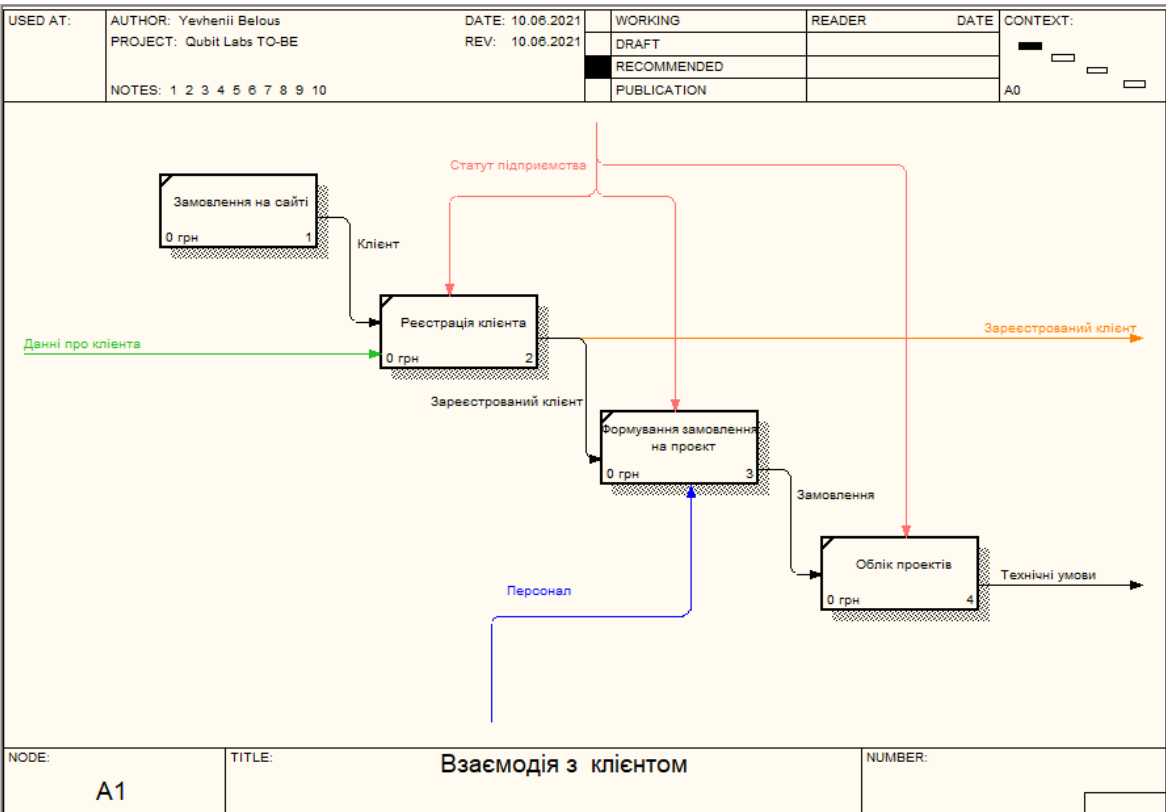 USED AT:
AUTHOR: Yevhenii Belous
DATE: 10.06.2021
PROJECT: Qubit Labs TO-BE
REV: 10.06.2021
NOTES: 1 2 3 4 5 6 7 8 9 10
WORKING
DRAFT
RECOMMENDED
PUBLICATION
READER
DATE
CONTEXT:
A0
Статут підприємства
Замовлення на сайті
0 грн
1
Клієнт
Реєстрація клієнта
0 грн
2
Данні про клієнта
Зареєстрований клієнт
Зареєстрований клієнт
Формування замовлення
на проєкт
0 грн
3
Замовлення
Облік проектів
0 грн
4
Технічні умови
Персонал
NODE:
A1
TITLE:
Взаємодія з клієнтом
NUMBER: